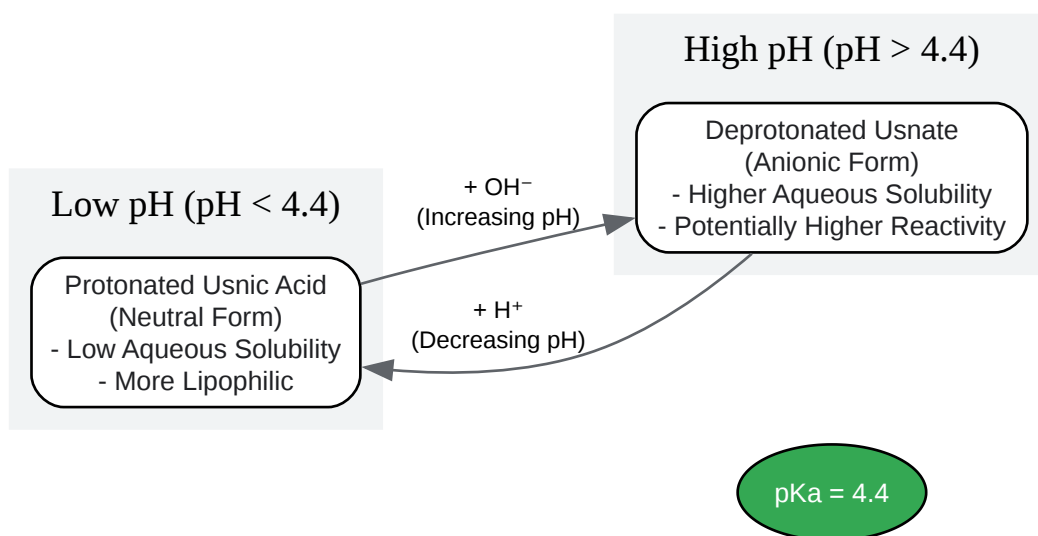 High pH (pH > 4.4)
Deprotonated Usnate
(Anionic Form)
- Higher Aqueous Solubility
- Potentially Higher Reactivity
+ OH⁻
(Increasing pH)
Low pH (pH < 4.4)
Protonated Usnic Acid
(Neutral Form)
- Low Aqueous Solubility
- More Lipophilic
+ H⁺
(Decreasing pH)
pKa = 4.4